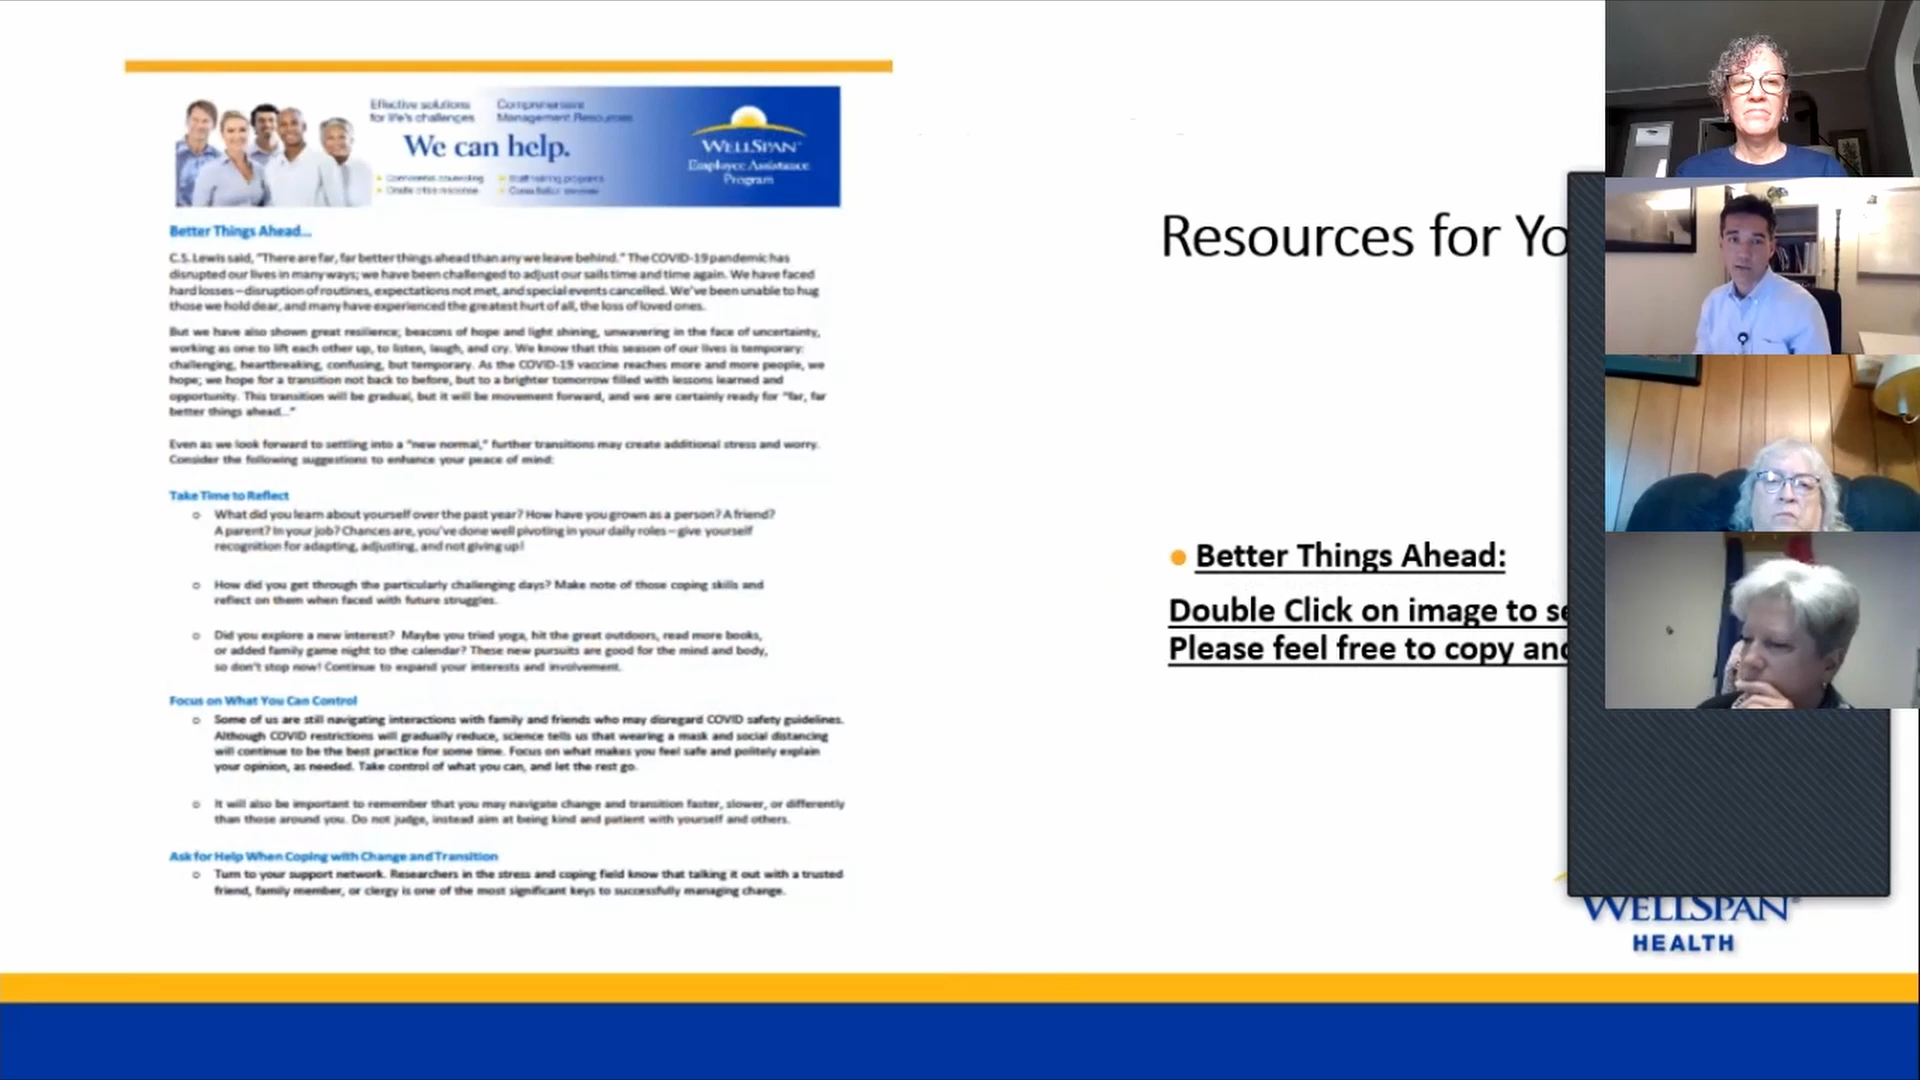 Effective solutions
for life's challenges
Comprehensive
Management Resources
We can help.
Confidential counseling
Onsite crisis response
Staff training programs
Consultation services
WELLSPAN
Employee Assistance
Program
Better Things Ahead...
C.S. Lewis said, "There are far, far better things ahead than any we leave behind." The COVID-19 pandemic has
disrupted our lives in many ways; we have been challenged to adjust our sails time and time again. We have faced
hard losses—disruption of routines, expectations not met, and special events cancelled. We've been unable to hug
those we hold dear, and many have experienced the greatest hurt of all, the loss of loved ones.
But we have also shown great resilience; beacons of hope and light shining, unwavering in the face of uncertainty,
working as one to lift each other up, to listen, laugh, and cry. We know that this season of our lives is temporary:
challenging, heartbreaking, confusing, but temporary. As the COVID-19 vaccine reaches more and more people, we
hope; we hope for a transition not back to before, but to a brighter tomorrow filled with lessons learned and
opportunity. This transition will be gradual, but it will be movement forward, and we are certainly ready for "far, far
better things ahead..."
Even as we look forward to settling into a "new normal," further transitions may create additional stress and worry.
Consider the following suggestions to enhance your peace of mind:
Take Time to Reflect
o What did you learn about yourself over the past year? How have you grown as a person? A friend?
A parent? In your job? Chances are, you've done well pivoting in your daily roles—give yourself
recognition for adapting, adjusting, and not giving up!
o How did you get through the particularly challenging days? Make note of those coping skills and
reflect on them when faced with future struggles.
o Did you explore a new interest? Maybe you tried yoga, hit the great outdoors, read more books,
or added family game night to the calendar? These new pursuits are good for the mind and body,
so don't stop now! Continue to expand your interests and involvement.
Focus on What You Can Control
o Some of us are still navigating interactions with family and friends who may disregard COVID safety guidelines.
Although COVID restrictions will gradually reduce, science tells us that wearing a mask and social distancing
will continue to be the best practice for some time. Focus on what makes you feel safe and politely explain
your opinion, as needed. Take control of what you can, and let the rest go.
o It will also be important to remember that you may navigate change and transition faster, slower, or differently
than those around you. Do not judge, instead aim at being kind and patient with yourself and others.
Ask for Help When Coping with Change and Transition
o Turn to your support network. Researchers in the stress and coping field know that talking it out with a trusted
friend, family member, or clergy is one of the most significant keys to successfully managing change.
Resources for Yo
• Better Things Ahead:
Double Click on image to se
Please feel free to copy and
WELLSPAN®
HEALTH